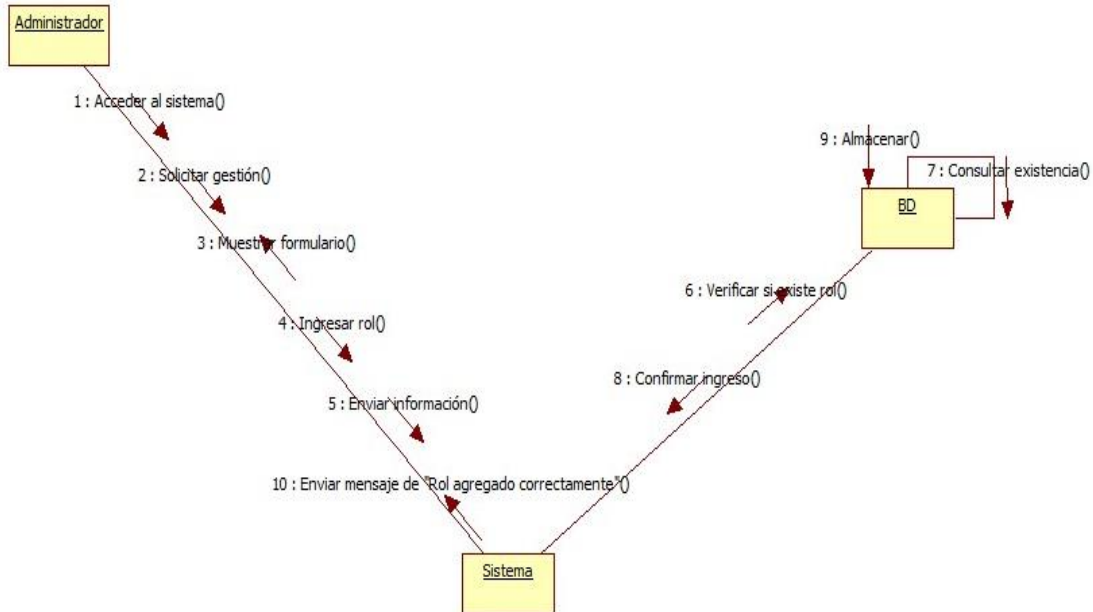 Administrador
1 : Acceder al sistema()
9 : Almacenar()
2 : Solicitar gestión()
7 : Consultar existencia()
BD
3 : Muestrar formulario()
6 : Verificar si existe rol()
4 : Ingresar rol()
8 : Confirmar ingreso()
5 : Enviar información()
10 : Enviar mensaje de "Rol agregado correctamente"()
Sistema